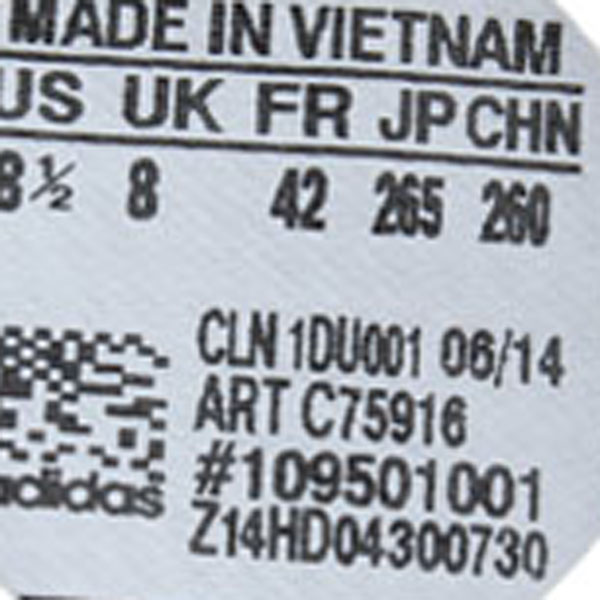 MADE IN VIETNAM
US UK FR JP CHN
8½ 8 42 265 260
CLN 1DU001 06/14
ART C75916
#109501001
adidas
Z14HD04300730